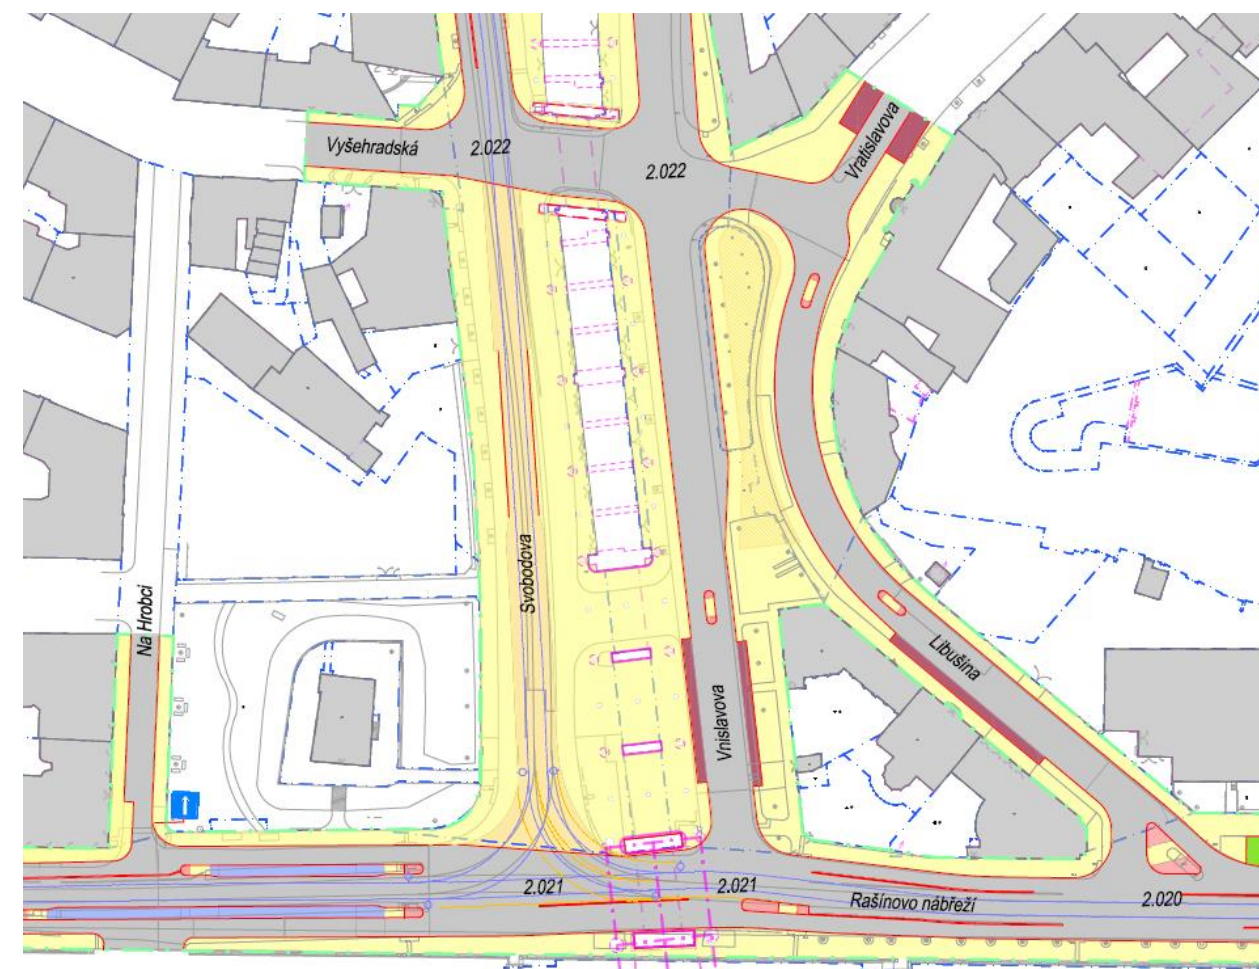 Vyšehradská
2.022
2.022
Vratislavova
Svobodova
Na Hrobci
Libušina
Vnislavova
2.021
2.021
Rašínovo nábřeží
2.020